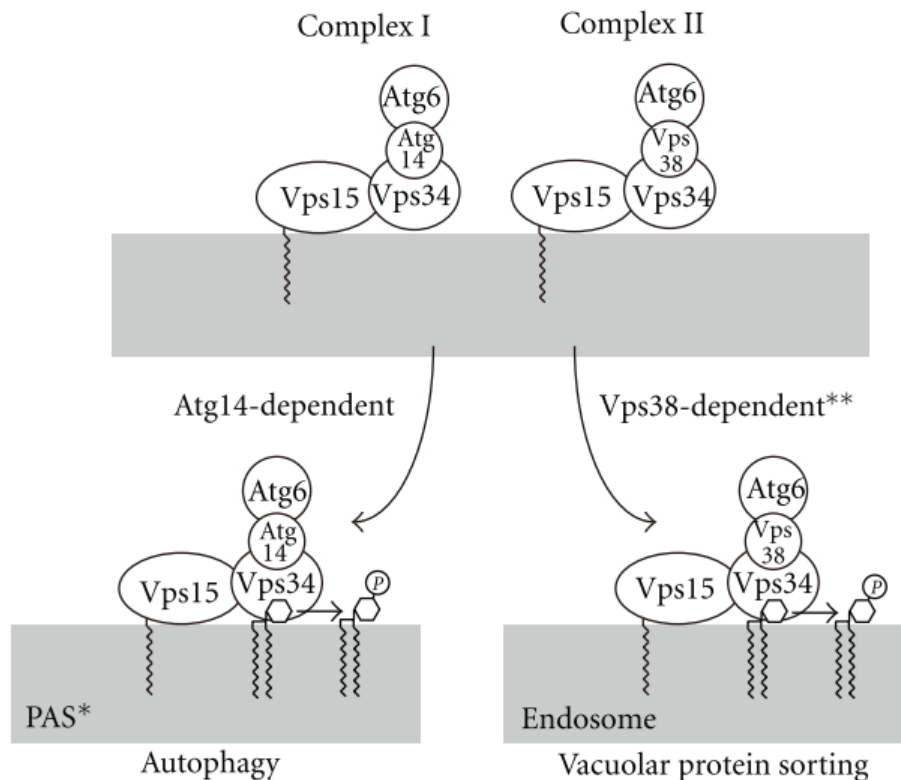 Complex I
Complex II
Atg6
Atg6
Atg
14
Vps
38
Vps15
Vps34
Vps15
Vps34
Atg14-dependent
Vps38-dependent**
Atg6
Atg6
Atg
14
Vps
38
Vps15
Vps34
P
Vps15
Vps34
P
PAS*
Endosome
Autophagy
Vacuolar protein sorting